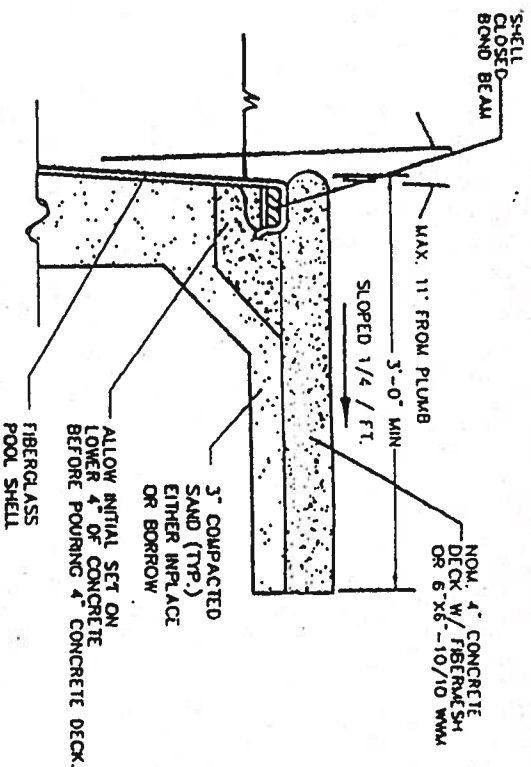 "SHELL
CLOSED
BOND BEAM
MAX. 11° FROM PLUMB
3'-0" MIN
SLOPED 1/4 / FT.
NOM. 4" CONCRETE
DECK W/ FIBERMESH
OR 6"X6"-10/10 WWM
3" COMPACTED
SAND (TYP.)
EITHER INPLACE
OR BORROW
ALLOW INITIAL SET ON
LOWER 4" OF CONCRETE
BEFORE POURING 4" CONCRETE DECK.
FIBERGLASS
POOL SHELL